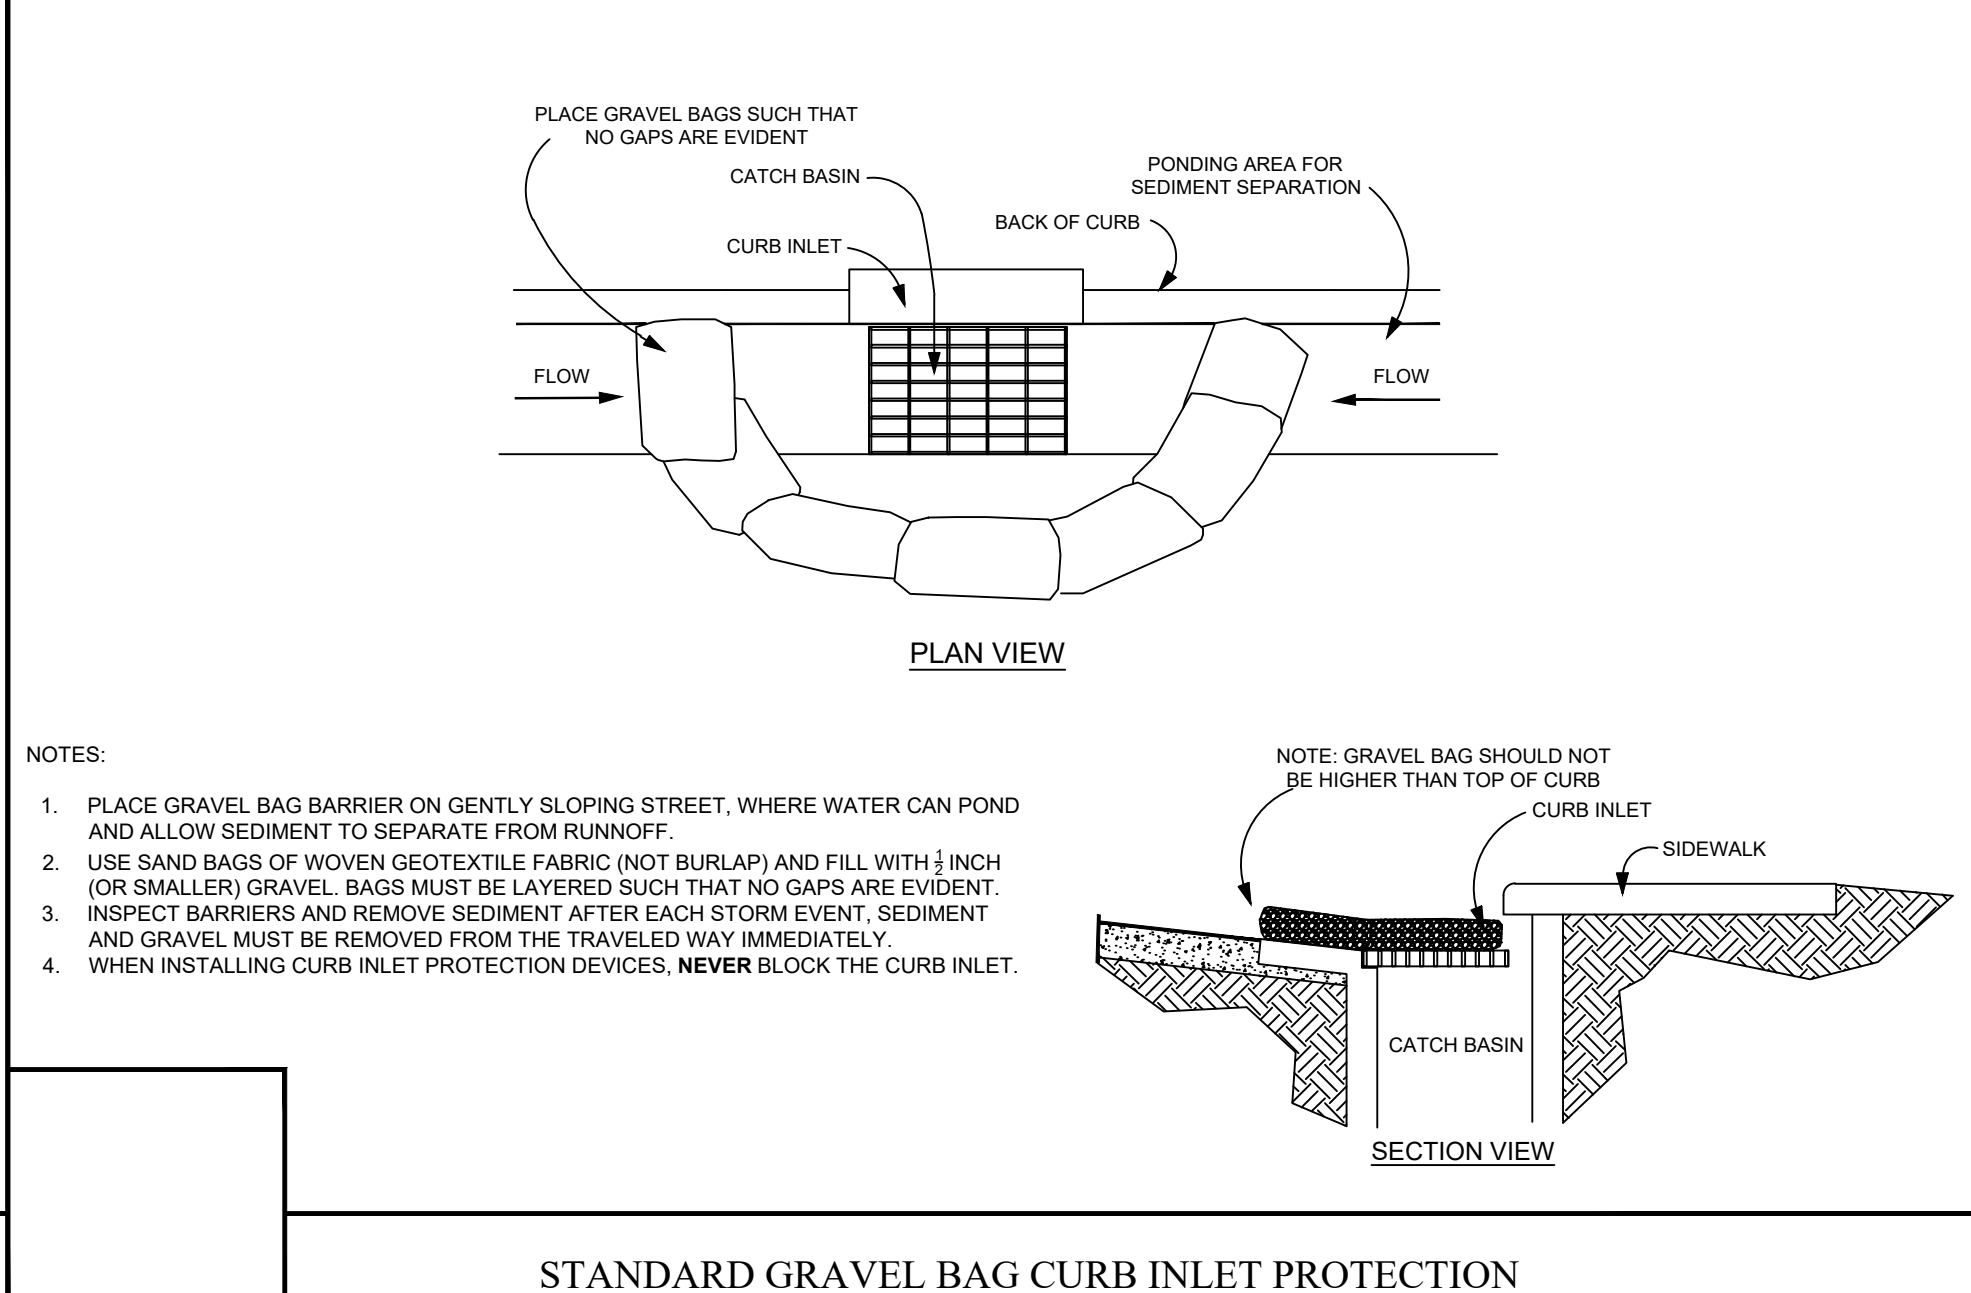 PLACE GRAVEL BAGS SUCH THAT
NO GAPS ARE EVIDENT
CATCH BASIN
PONDING AREA FOR
SEDIMENT SEPARATION
BACK OF CURB
CURB INLET
FLOW
FLOW
PLAN VIEW
NOTES:
1. PLACE GRAVEL BAG BARRIER ON GENTLY SLOPING STREET, WHERE WATER CAN POND
AND ALLOW SEDIMENT TO SEPARATE FROM RUNNOFF.
2. USE SAND BAGS OF WOVEN GEOTEXTILE FABRIC (NOT BURLAP) AND FILL WITH 1/2 INCH
(OR SMALLER) GRAVEL. BAGS MUST BE LAYERED SUCH THAT NO GAPS ARE EVIDENT.
3. INSPECT BARRIERS AND REMOVE SEDIMENT AFTER EACH STORM EVENT, SEDIMENT
AND GRAVEL MUST BE REMOVED FROM THE TRAVELED WAY IMMEDIATELY.
4. WHEN INSTALLING CURB INLET PROTECTION DEVICES, NEVER BLOCK THE CURB INLET.
NOTE: GRAVEL BAG SHOULD NOT
BE HIGHER THAN TOP OF CURB
CURB INLET
SIDEWALK
CATCH BASIN
SECTION VIEW
STANDARD GRAVEL BAG CURB INLET PROTECTION